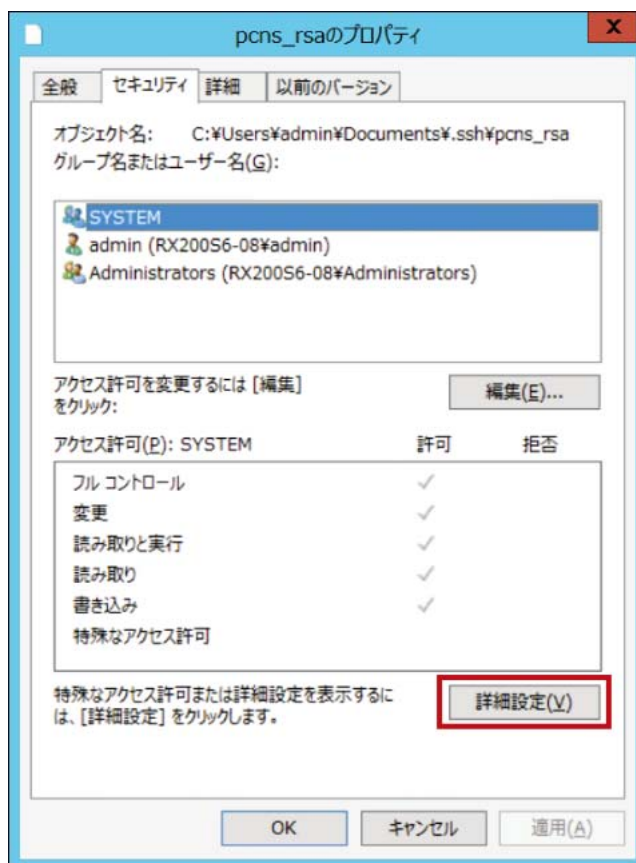 pcns_rsaのプロパティ
x
全般 セキュリティ 詳細 以前のバージョン
オブジェクト名: C:¥Users¥admin¥Documents¥.ssh¥pcns_rsa
グループ名またはユーザー名(G):
SYSTEM
admin (RX200S6-08¥admin)
Administrators (RX200S6-08¥Administrators)
アクセス許可を変更するには [編集]
をクリック:
編集(E)...
アクセス許可(P): SYSTEM 許可 拒否
フル コントロール
変更
読み取りと実行
読み取り
書き込み
特殊なアクセス許可
特殊なアクセス許可または詳細設定を表示するに
は、[詳細設定] をクリックします。
詳細設定(V)
OK キャンセル 適用(A)